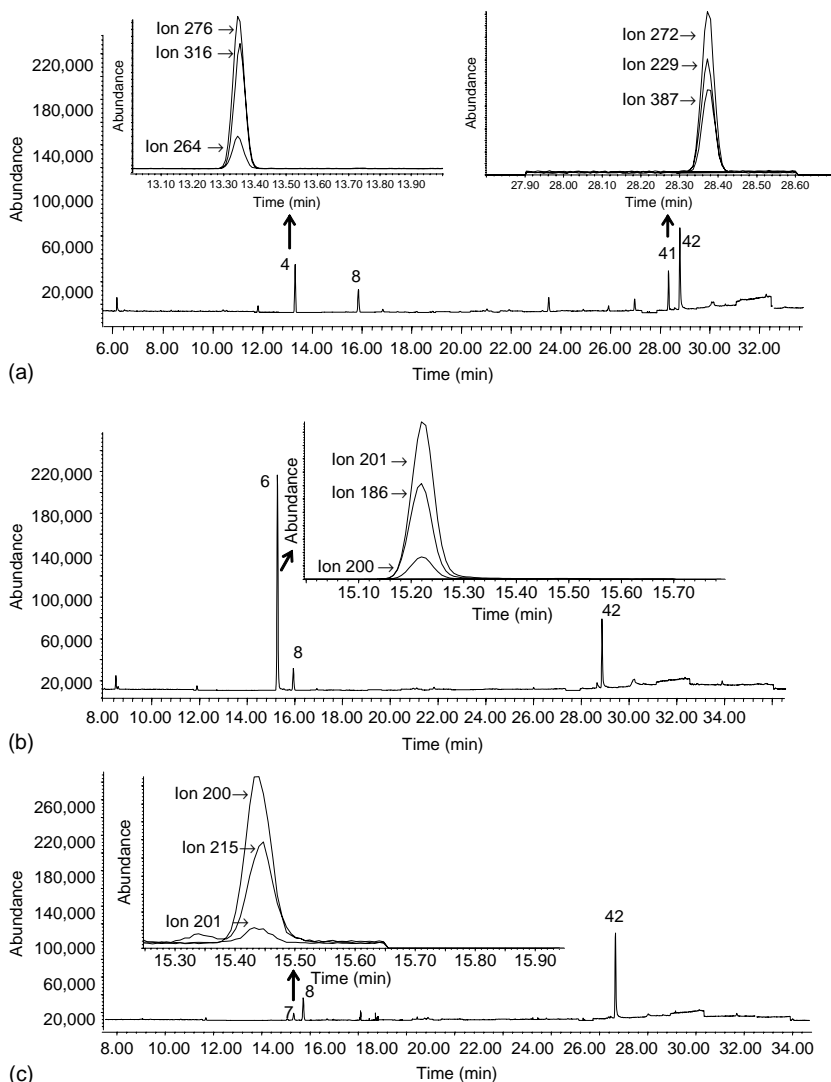 Ion 276→
Ion 316→
Ion 264→
Abundance
13.10 13.20 13.30 13.40 13.50 13.60 13.70 13.80 13.90
Time (min)
Ion 272→
Ion 229→
Ion 387→
Abundance
27.90 28.00 28.10 28.20 28.30 28.40 28.50 28.60
Time (min)
Abundance
220,000
180,000
140,000
100,000
60,000
20,000
4
8
41
42
6.00 8.00 10.00 12.00 14.00 16.00 18.00 20.00 22.00 24.00 26.00 28.00 30.00 32.00
Time (min)
(a)
Ion 201→
Ion 186→
Ion 200→
Abundance
15.10 15.20 15.30 15.40 15.50 15.60 15.70
Time (min)
Abundance
220,000
180,000
140,000
100,000
60,000
20,000
6
8
42
8.00 10.00 12.00 14.00 16.00 18.00 20.00 22.00 24.00 26.00 28.00 30.00 32.00 34.00
Time (min)
(b)
Ion 200→
Ion 215→
Ion 201→
Abundance
15.30 15.40 15.50 15.60 15.70 15.80 15.90
Time (min)
Abundance
260,000
220,000
180,000
140,000
100,000
60,000
20,000
7
8
42
8.00 10.00 12.00 14.00 16.00 18.00 20.00 22.00 24.00 26.00 28.00 30.00 32.00 34.00
Time (min)
(c)